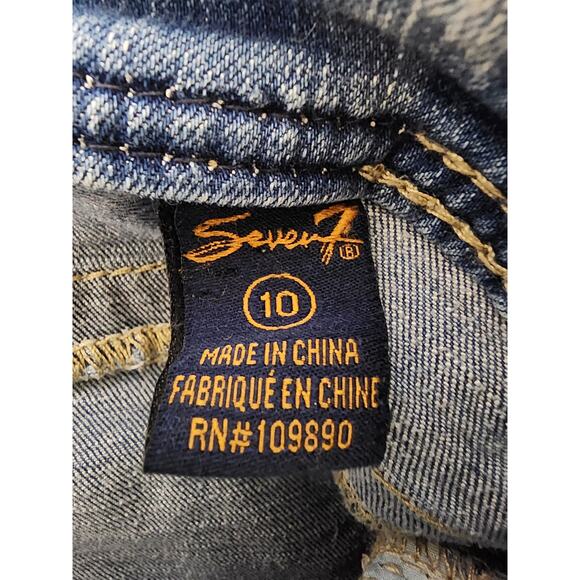 Seven7®
10
MADE IN CHINA
FABRIQUÉ EN CHINE
RN#109890